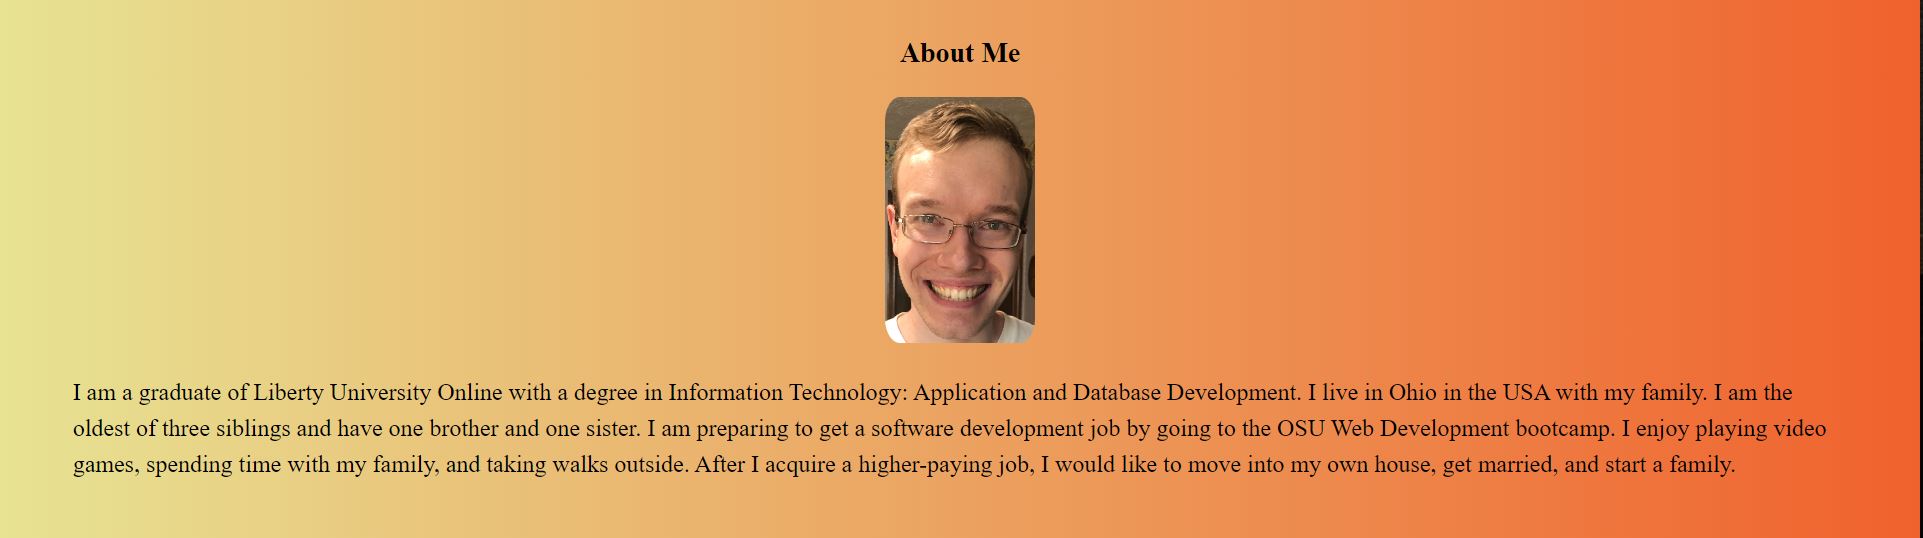 About Me
I am a graduate of Liberty University Online with a degree in Information Technology: Application and Database Development. I live in Ohio in the USA with my family. I am the
oldest of three siblings and have one brother and one sister. I am preparing to get a software development job by going to the OSU Web Development bootcamp. I enjoy playing video
games, spending time with my family, and taking walks outside. After I acquire a higher-paying job, I would like to move into my own house, get married, and start a family.